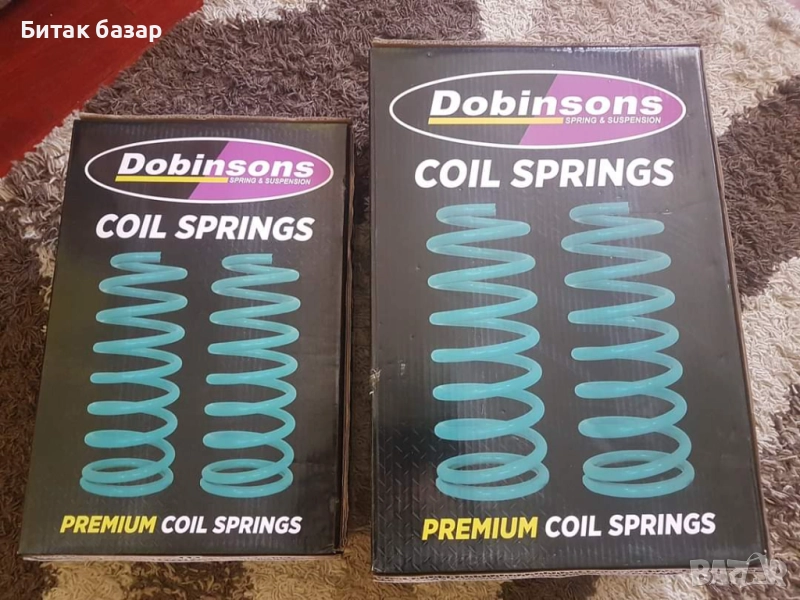 Битак базар
Dobinsons
SPRING & SUSPENSION
COIL SPRINGS
PREMIUM COIL SPRINGS
Dobinsons
SPRING & SUSPENSION
COIL SPRINGS
PREMIUM COIL SPRINGS